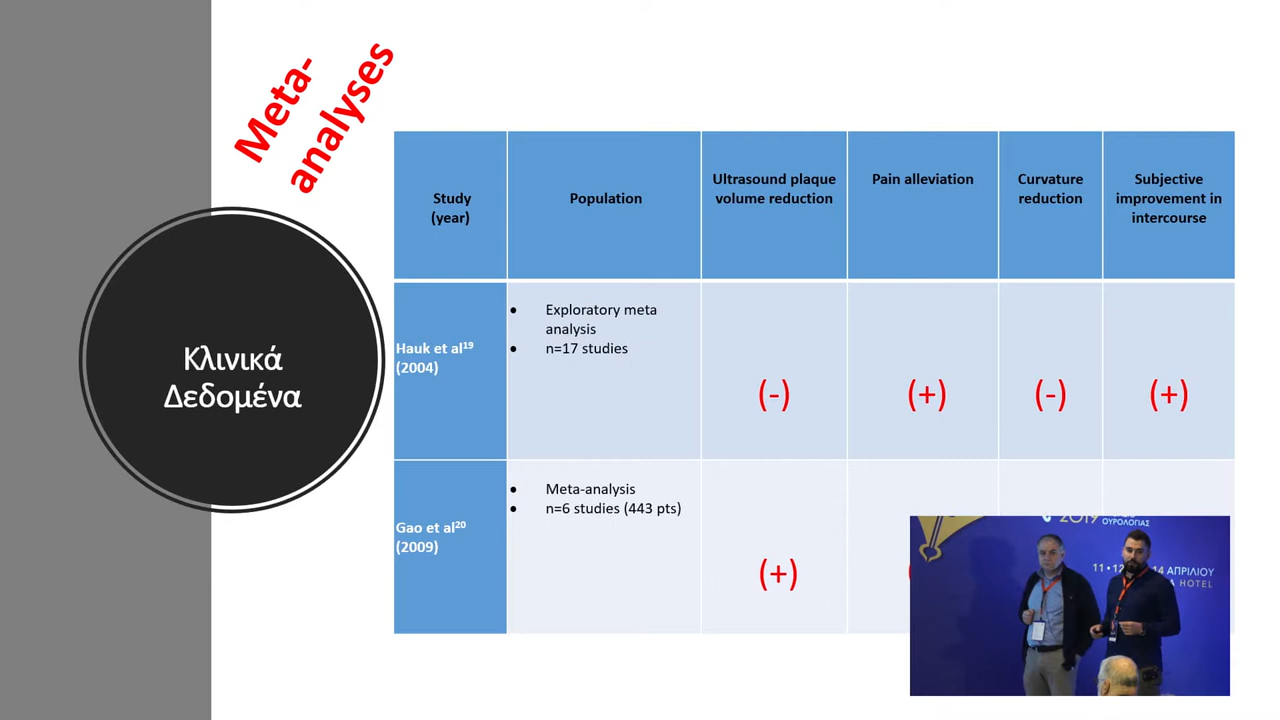 Meta-
analyses
Κλινικά
Δεδομένα
Study
(year)
Population
Ultrasound plaque
volume reduction
Pain alleviation
Curvature
reduction
Subjective
improvement in
intercourse
Hauk et al19
(2004)
• Exploratory meta
analysis
• n=17 studies
(-)
(+)
(-)
(+)
Gao et al20
(2009)
• Meta-analysis
• n=6 studies (443 pts)
(+)
2019
ΟΥΡΟΛΟΓΙΑΣ
11 • 12 14 ΑΠΡΙΛΙΟΥ
HOTEL